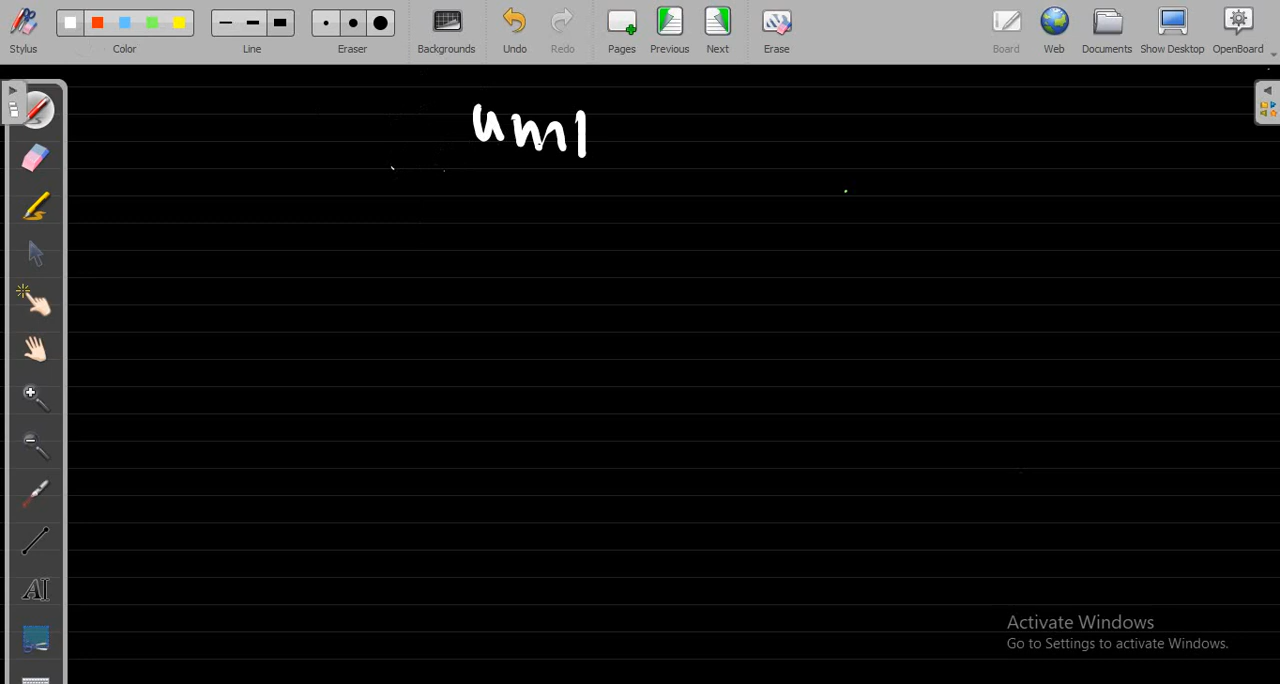 Stylus Color Line Eraser Backgrounds Undo Redo Pages Previous Next Erase Board Web Documents Show Desktop OpenBoard
uml
AI
Activate Windows
Go to Settings to activate Windows.